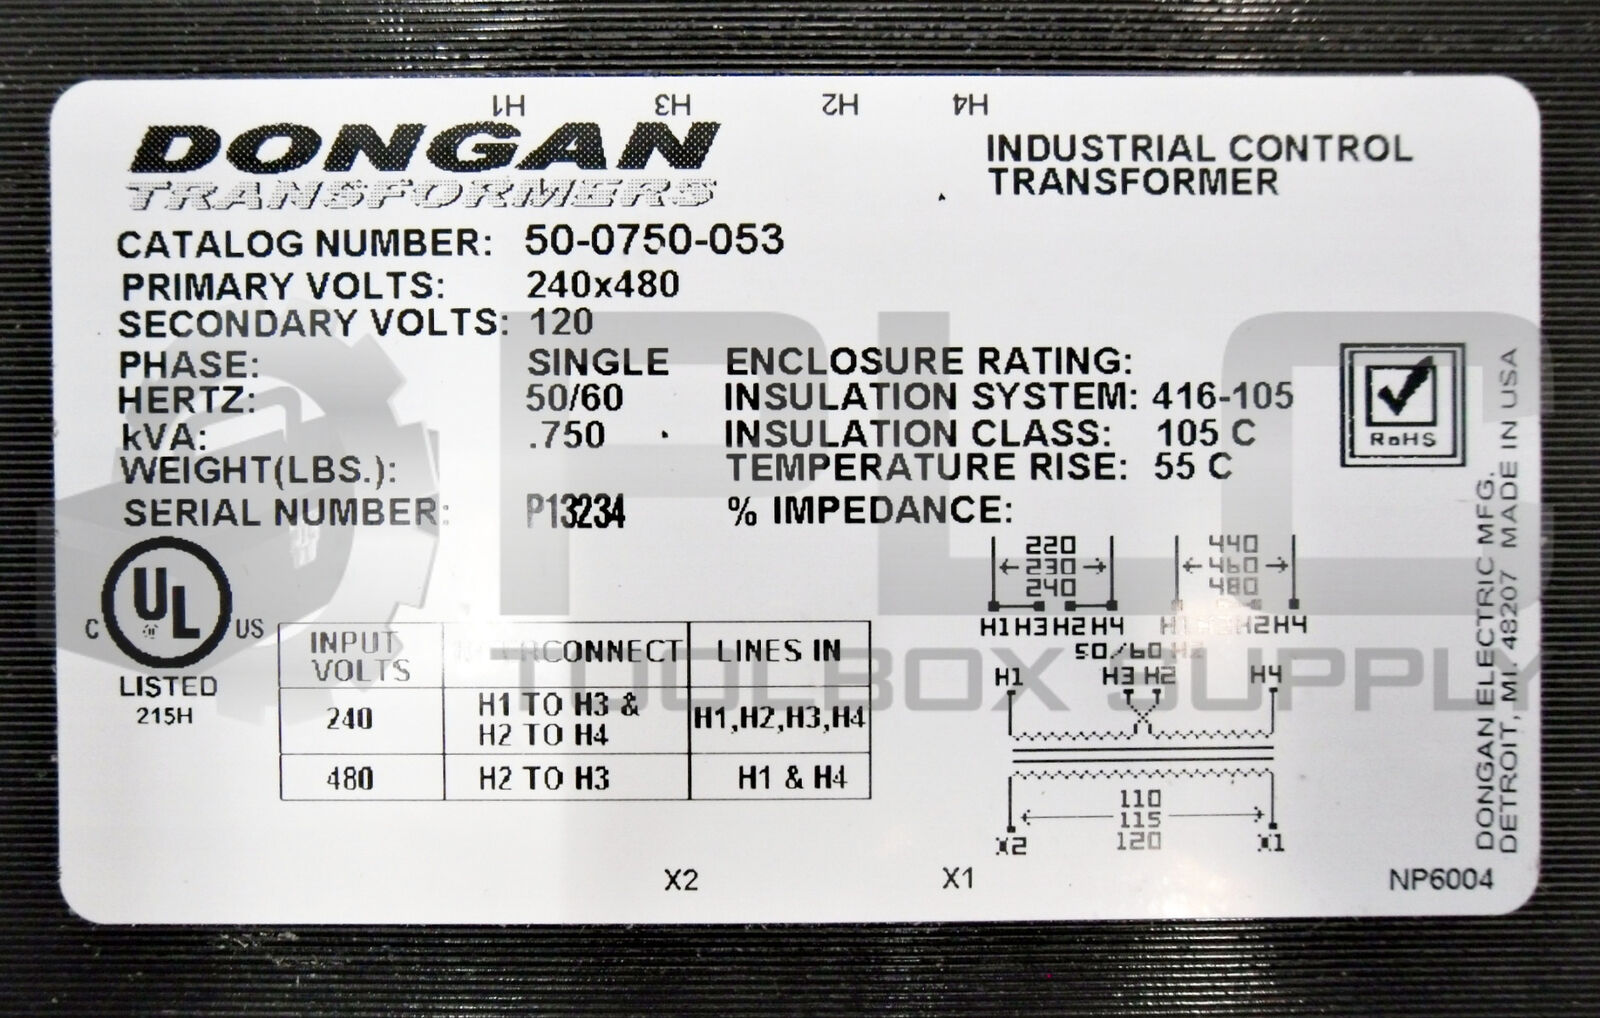 H1 H3 H2 H4
DONGAN
TRANSFORMERS
INDUSTRIAL CONTROL
TRANSFORMER
CATALOG NUMBER: 50-0750-053
PRIMARY VOLTS: 240x480
SECONDARY VOLTS: 120
PHASE: SINGLE
HERTZ: 50/60
kVA: .750
WEIGHT(LBS.):
SERIAL NUMBER: P13234
ENCLOSURE RATING:
INSULATION SYSTEM: 416-105
INSULATION CLASS: 105 C
TEMPERATURE RISE: 55 C
% IMPEDANCE:
RoHS
C UL US
®
LISTED
215H
INPUT VOLTS INTERCONNECT LINES IN
240 H1 TO H3 & H2 TO H4 H1,H2,H3,H4
480 H2 TO H3 H1 & H4
220 440
230 460
240 480
H1 H3 H2 H4 H1 H3 H2 H4
50/60 HZ
H1 H3 H2 H4
110
115
120
X2 X1
X2 X1
NP6004
DONGAN ELECTRIC MFG.
DETROIT, MI. 48207 MADE IN USA
PLC
TOOLBOX SUPPLY